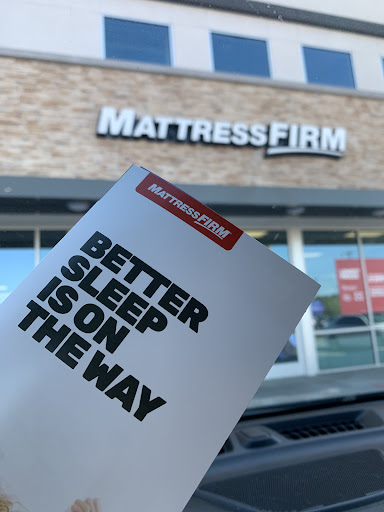 MATTRESSFIRM
MATTRESSFIRM
BETTER
SLEEP
IS ON
THE WAY